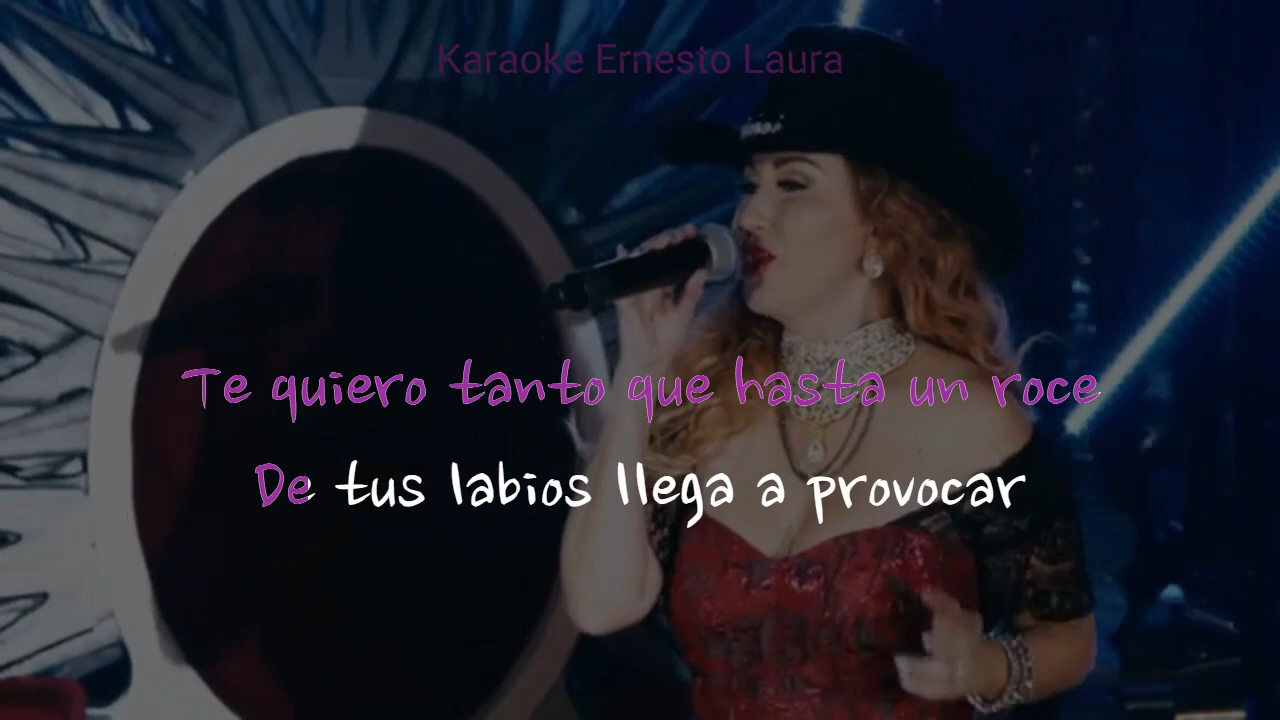 Karaoke Ernesto Laura
Te quiero tanto que hasta un roce
De tus labios llega a provocar